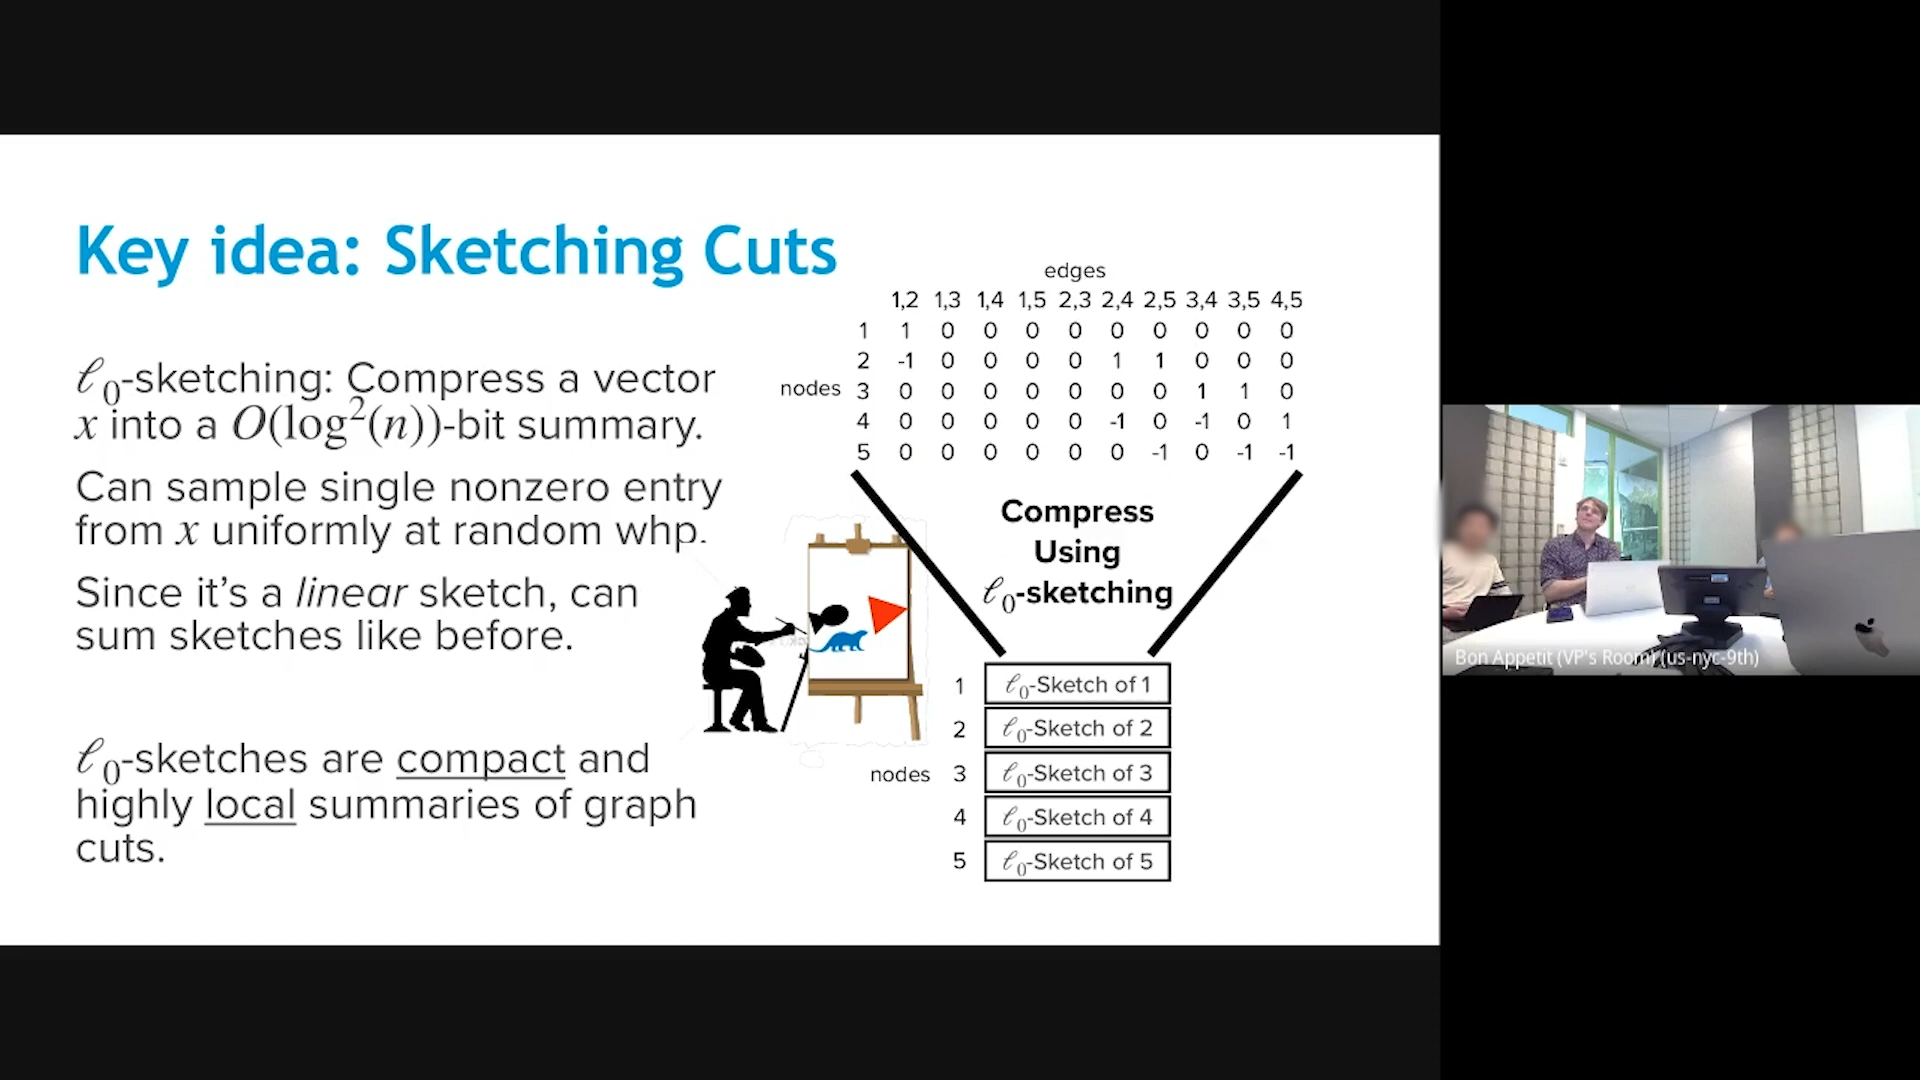 Key idea: Sketching Cuts
ℓ0-sketching: Compress a vector
x into a O(log²(n))-bit summary.
Can sample single nonzero entry
from x uniformly at random whp.
Since it’s a linear sketch, can
sum sketches like before.
ℓ0-sketches are compact and
highly local summaries of graph
cuts.
edges
1,2 1,3 1,4 1,5 2,3 2,4 2,5 3,4 3,5 4,5
1 1 0 0 0 0 0 0 0 0 0
2 -1 0 0 0 0 1 1 0 0 0
nodes 3 0 0 0 0 0 0 0 1 1 0
4 0 0 0 0 0 -1 0 -1 0 1
5 0 0 0 0 0 0 -1 0 -1 -1
Compress
Using
ℓ0-sketching
1 ℓ0-Sketch of 1
2 ℓ0-Sketch of 2
nodes 3 ℓ0-Sketch of 3
4 ℓ0-Sketch of 4
5 ℓ0-Sketch of 5
Bon Appetit (VP's Room) (us-nyc-9th)